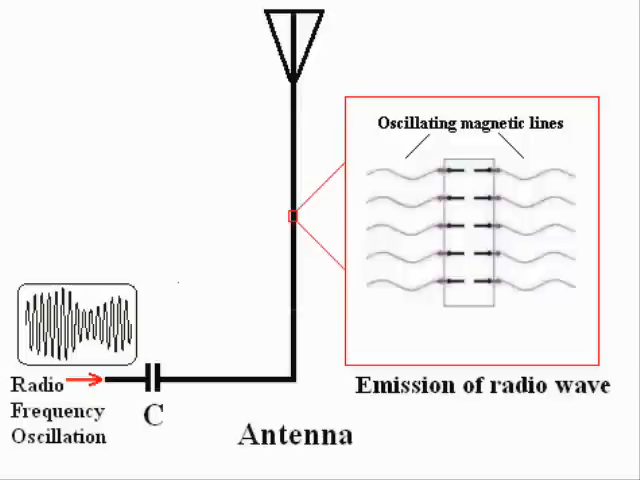 Oscillating magnetic lines
Emission of radio wave
Radio
Frequency
Oscillation
C
Antenna